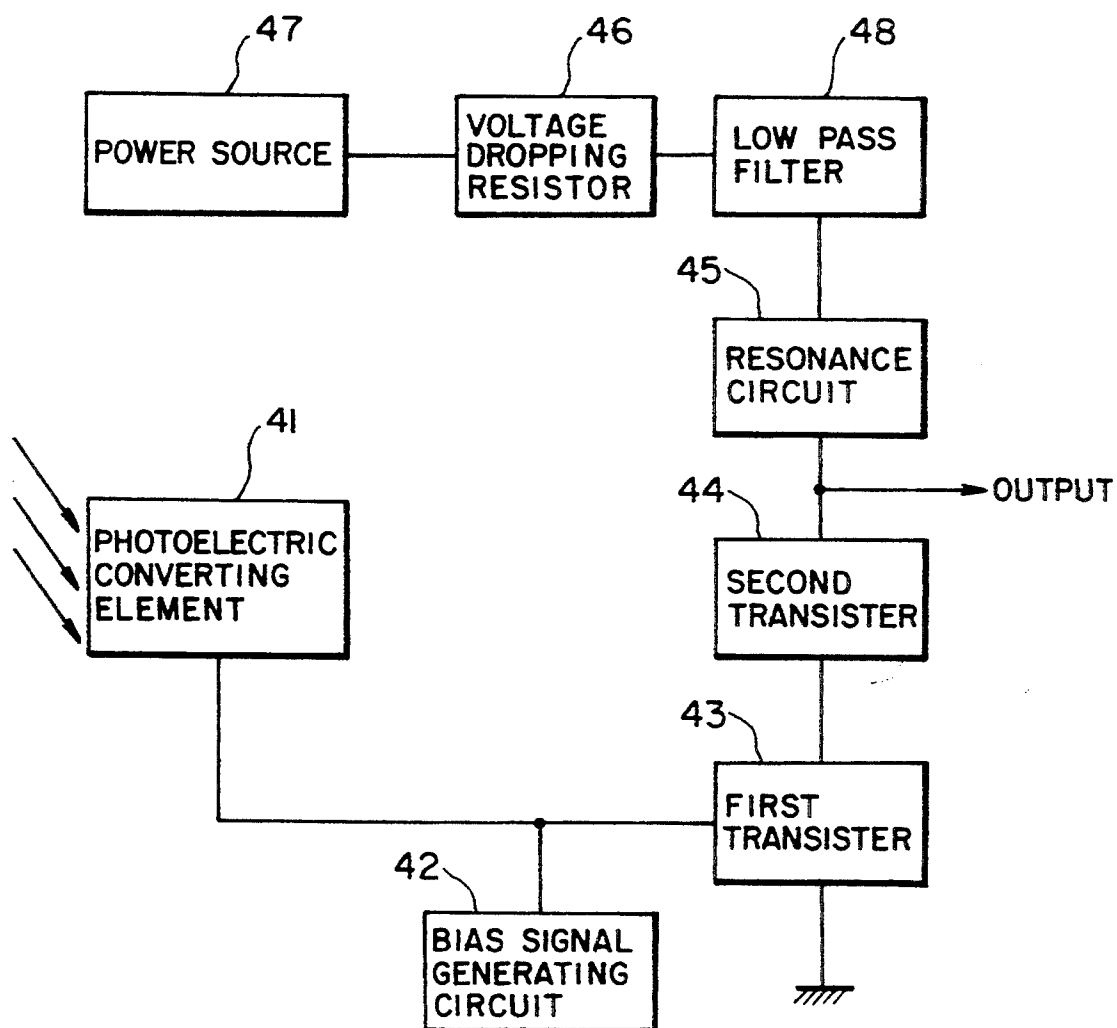 47
46
48
POWER SOURCE
VOLTAGE
DROPPING
RESISTOR
LOW PASS
FILTER
45
RESONANCE
CIRCUIT
41
PHOTOELECTRIC
CONVERTING
ELEMENT
OUTPUT
44
SECOND
TRANSISTER
43
FIRST
TRANSISTER
42
BIAS SIGNAL
GENERATING
CIRCUIT